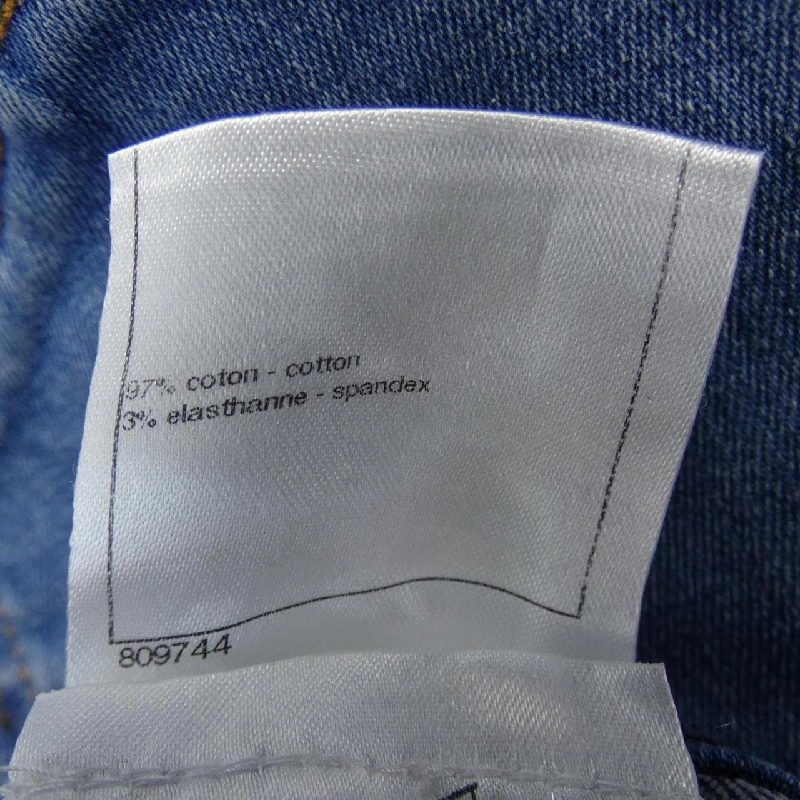 97% coton - cotton
3% elasthanne - spandex
809744